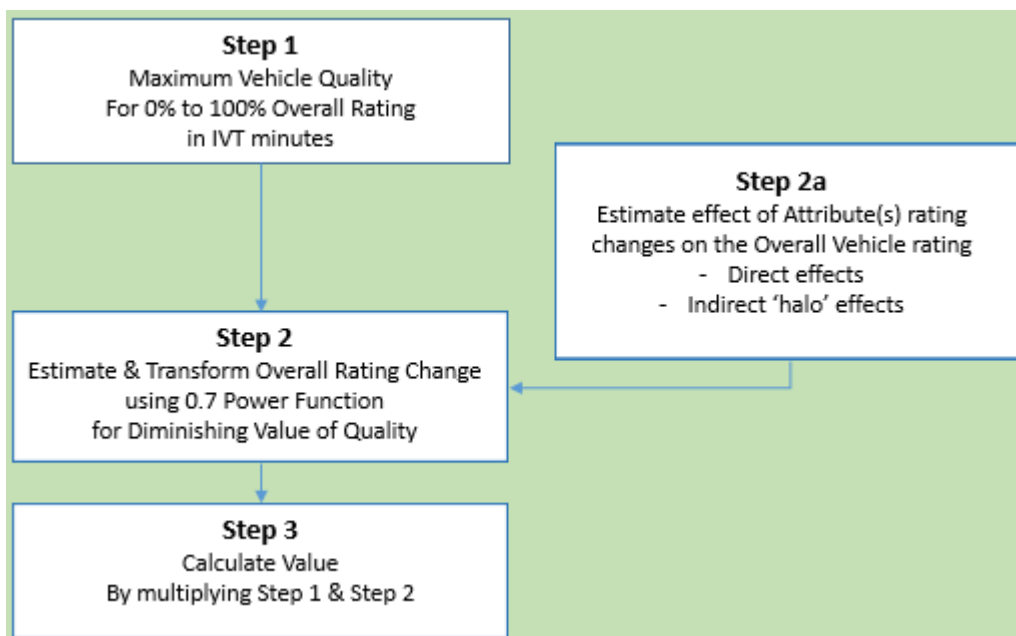 Step 1
Maximum Vehicle Quality
For 0% to 100% Overall Rating
in IVT minutes
Step 2a
Estimate effect of Attribute(s) rating
changes on the Overall Vehicle rating
- Direct effects
- Indirect ‘halo’ effects
Step 2
Estimate & Transform Overall Rating Change
using 0.7 Power Function
for Diminishing Value of Quality
Step 3
Calculate Value
By multiplying Step 1 & Step 2